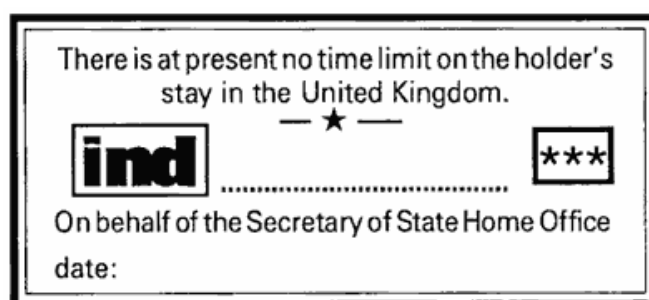 There is at present no time limit on the holder's
stay in the United Kingdom.
— ★ —
ind ........................................ ***
On behalf of the Secretary of State Home Office
date: